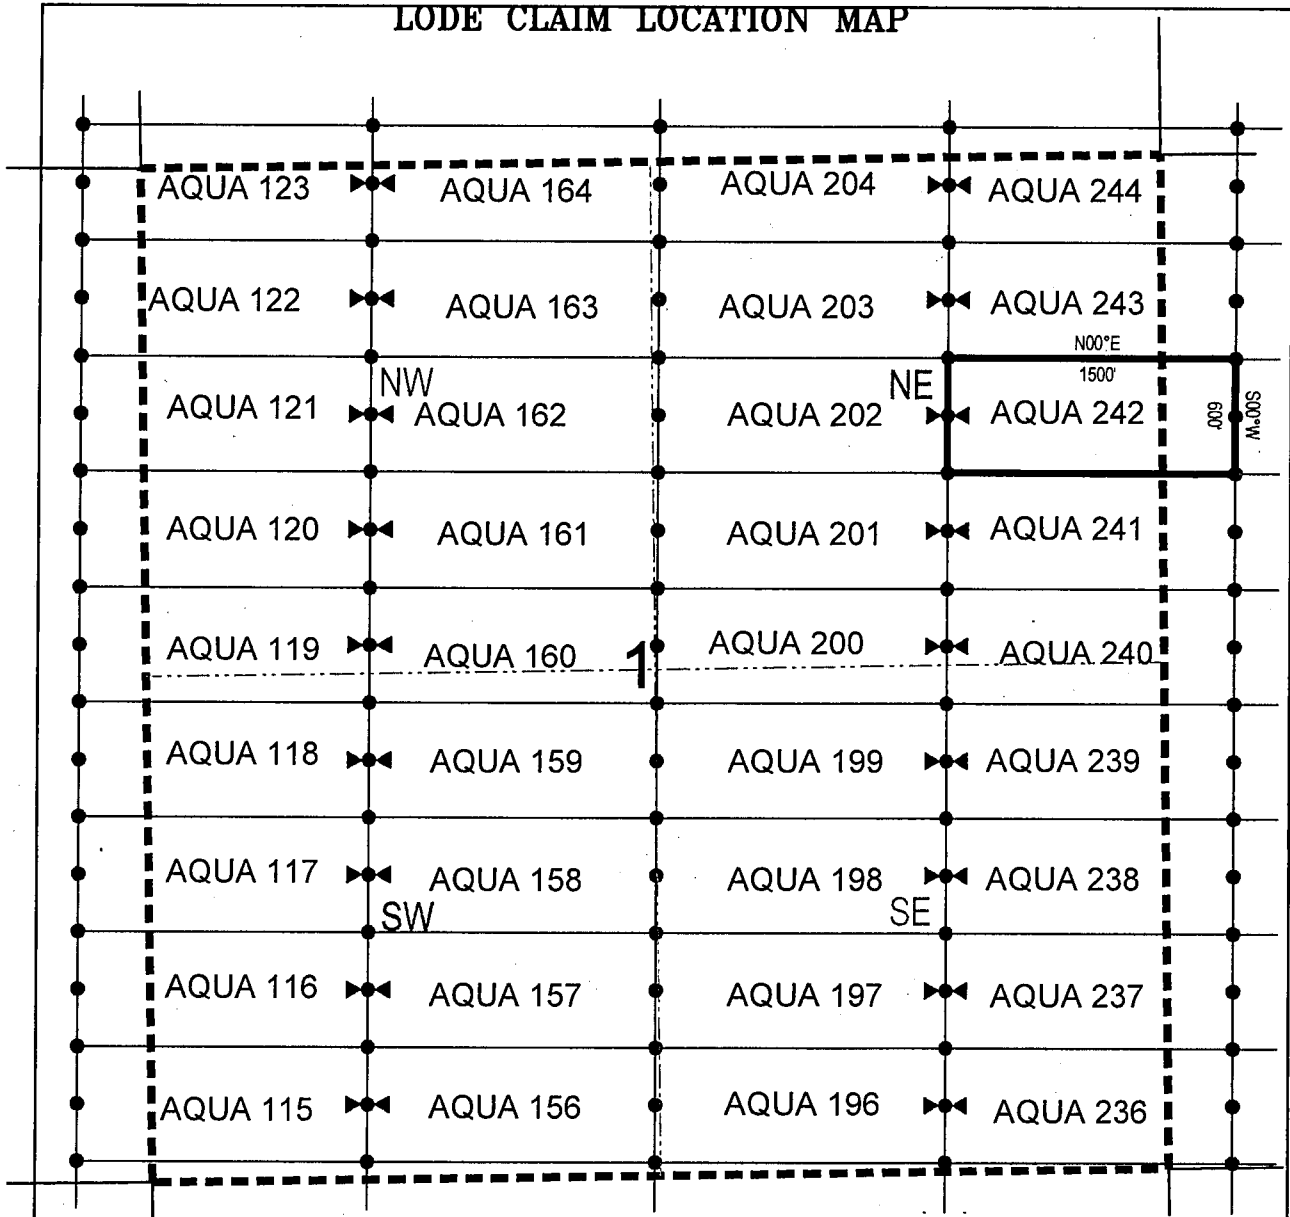 LODE CLAIM LOCATION MAP
AQUA 123 AQUA 164 AQUA 204 AQUA 244
AQUA 122 AQUA 163 AQUA 203 AQUA 243
N00°E
1500'
NW NE
AQUA 121 AQUA 162 AQUA 202 AQUA 242 600' S00°W
AQUA 120 AQUA 161 AQUA 201 AQUA 241
AQUA 119 AQUA 160 1 AQUA 200 AQUA 240
AQUA 118 AQUA 159 AQUA 199 AQUA 239
AQUA 117 AQUA 158 AQUA 198 AQUA 238
SW SE
AQUA 116 AQUA 157 AQUA 197 AQUA 237
AQUA 115 AQUA 156 AQUA 196 AQUA 236